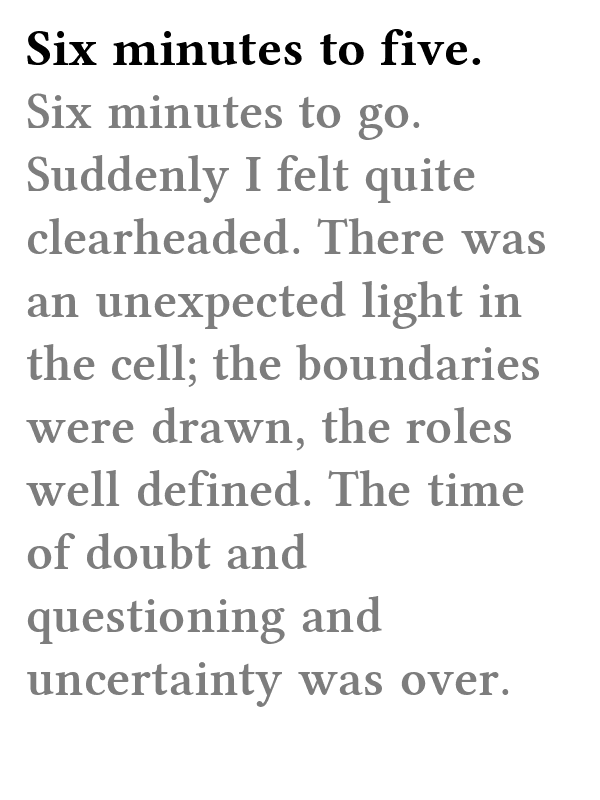 Six minutes to five.
Six minutes to go.
Suddenly I felt quite
clearheaded. There was
an unexpected light in
the cell; the boundaries
were drawn, the roles
well defined. The time
of doubt and
questioning and
uncertainty was over.